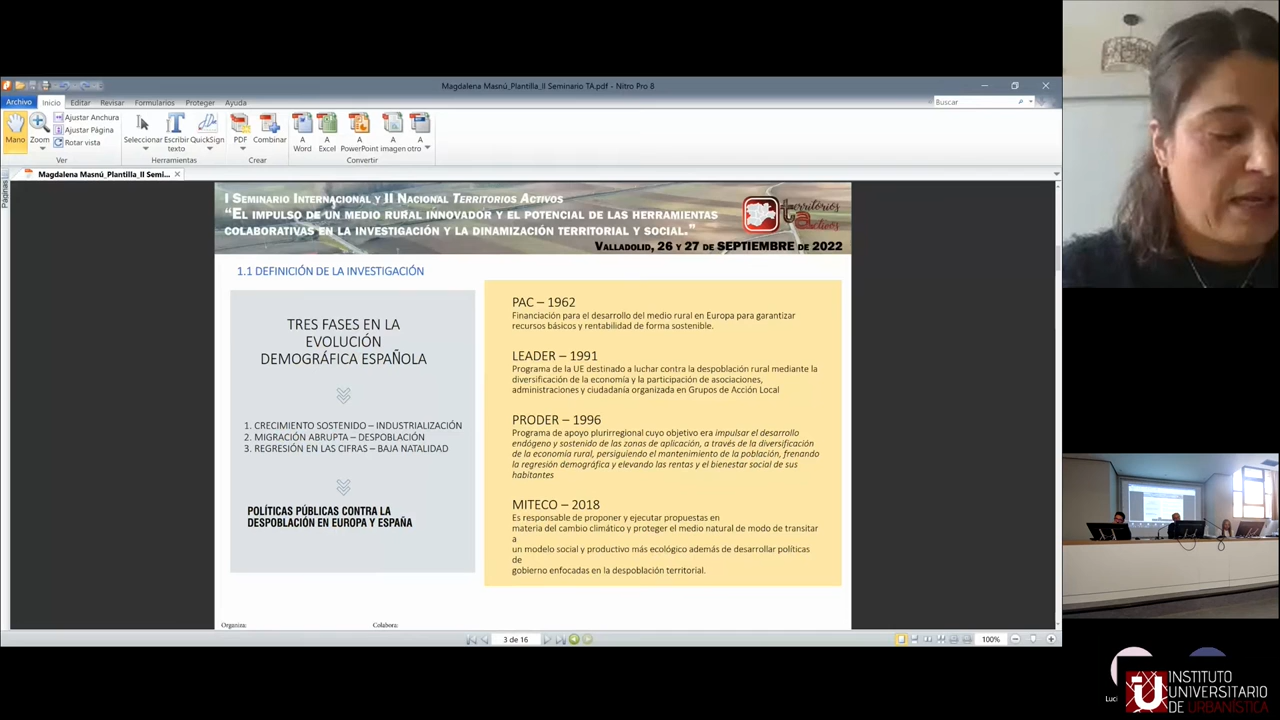 Magdalena Masnú_Plantilla_II Seminario TA.pdf - Nitro Pro 8
Archivo Inicio Editar Revisar Formularios Proteger Ayuda
Buscar
Mano
Zoom
Ajustar Anchura
Ajustar Página
Rotar vista
Seleccionar
Escribir texto
QuickSign
PDF
Combinar
A Word
A Excel
A PowerPoint
A imagen
A otro
Ver
Herramientas
Crear
Convertir
Páginas
Magdalena Masnú_Plantilla_II Semi...
I Seminario Internacional y II Nacional Territorios Activos
“El impulso de un medio rural innovador y el potencial de las herramientas
colaborativas en la investigación y la dinamización territorial y social.”
Valladolid, 26 y 27 de SEPTIEMBRE de 2022
territorios
activos
ta
1.1 DEFINICIÓN DE LA INVESTIGACIÓN
TRES FASES EN LA
EVOLUCIÓN
DEMOGRÁFICA ESPAÑOLA
1. CRECIMIENTO SOSTENIDO – INDUSTRIALIZACIÓN
2. MIGRACIÓN ABRUPTA – DESPOBLACIÓN
3. REGRESIÓN EN LAS CIFRAS – BAJA NATALIDAD
POLÍTICAS PÚBLICAS CONTRA LA
DESPOBLACIÓN EN EUROPA Y ESPAÑA
PAC – 1962
Financiación para el desarrollo del medio rural en Europa para garantizar
recursos básicos y rentabilidad de forma sostenible.
LEADER – 1991
Programa de la UE destinado a luchar contra la despoblación rural mediante la
diversificación de la economía y la participación de asociaciones,
administraciones y ciudadanía organizada en Grupos de Acción Local
PRODER – 1996
Programa de apoyo plurirregional cuyo objetivo era impulsar el desarrollo
endógeno y sostenido de las zonas de aplicación, a través de la diversificación
de la economía rural, persiguiendo el mantenimiento de la población, frenando
la regresión demográfica y elevando las rentas y el bienestar social de sus
habitantes
MITECO – 2018
Es responsable de proponer y ejecutar propuestas en
materia del cambio climático y proteger el medio natural de modo de transitar
a
un modelo social y productivo más ecológico además de desarrollar políticas
de
gobierno enfocadas en la despoblación territorial.
Organiza:
Colabora:
3 de 16
100%
Luci
INSTITUTO
UNIVERSITARIO
DE URBANÍSTICA